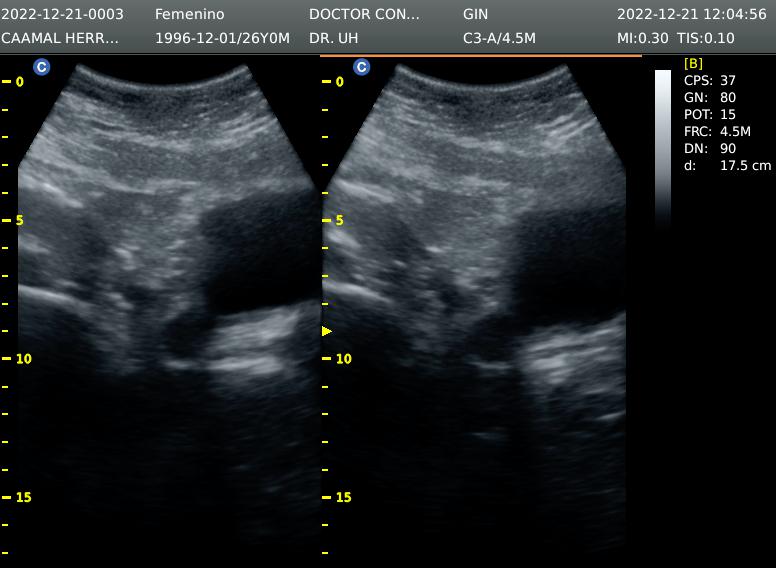 2022-12-21-0003 Femenino DOCTOR CON... GIN 2022-12-21 12:04:56
CAAMAL HERR... 1996-12-01/26Y0M DR. UH C3-A/4.5M MI:0.30 TIS:0.10
C C [B]
0 0 CPS: 37
GN: 80
POT: 15
FRC: 4.5M
DN: 90
d: 17.5 cm
5 5
10 10
15 15